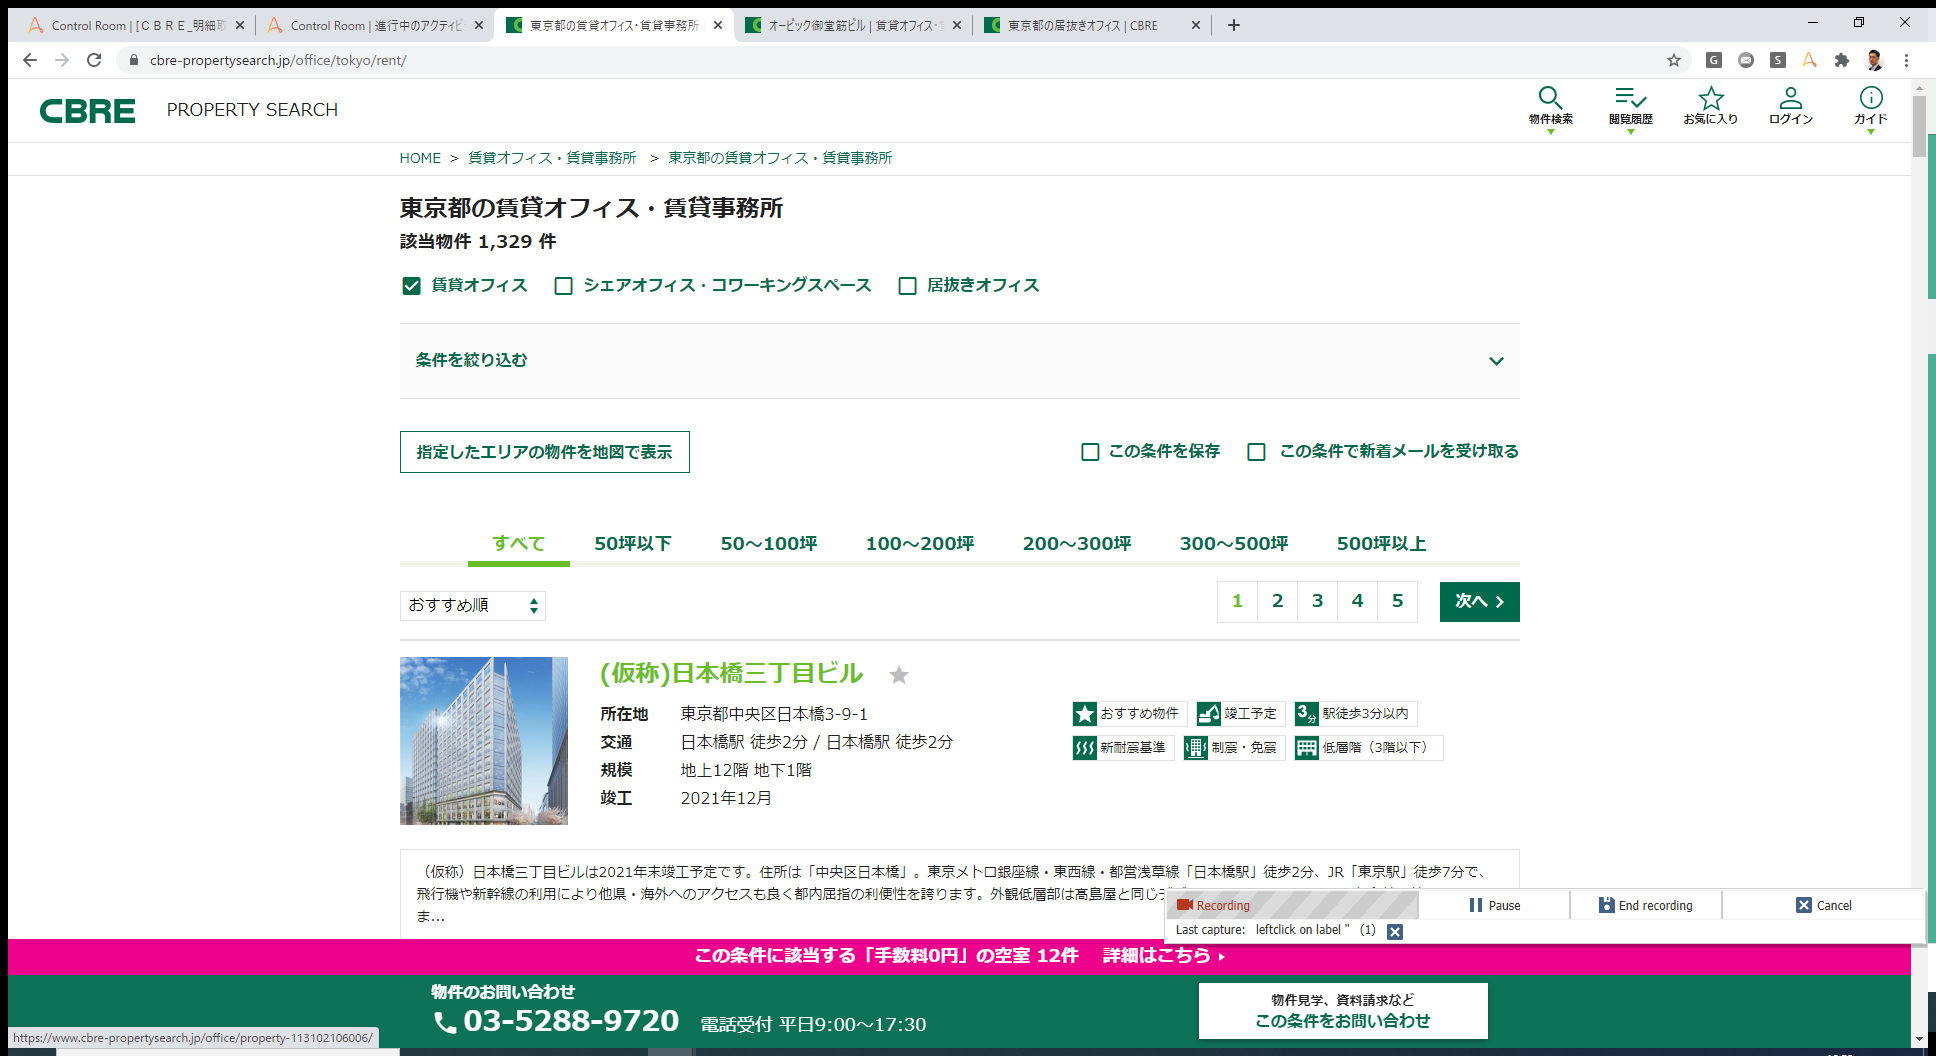 Control Room | [ＣＢＲＥ_明細取
Control Room | 進行中のアクティビ
東京都の賃貸オフィス･賃貸事務所
オービック御堂筋ビル | 賃貸オフィス･
東京都の居抜きオフィス | CBRE
cbre-propertysearch.jp/office/tokyo/rent/
CBRE PROPERTY SEARCH
物件検索 閲覧履歴 お気に入り ログイン ガイド
HOME > 賃貸オフィス・賃貸事務所 > 東京都の賃貸オフィス・賃貸事務所
東京都の賃貸オフィス・賃貸事務所
該当物件 1,329 件
賃貸オフィス シェアオフィス・コワーキングスペース 居抜きオフィス
条件を絞り込む
指定したエリアの物件を地図で表示 この条件を保存 この条件で新着メールを受け取る
すべて 50坪以下 50～100坪 100～200坪 200～300坪 300～500坪 500坪以上
おすすめ順 1 2 3 4 5 次へ
(仮称)日本橋三丁目ビル
所在地 東京都中央区日本橋3-9-1
おすすめ物件 竣工予定 3分 駅徒歩3分以内
交通 日本橋駅 徒歩2分 / 日本橋駅 徒歩2分
新耐震基準 制震・免震 低層階（3階以下）
規模 地上12階 地下1階
竣工 2021年12月
（仮称）日本橋三丁目ビルは2021年末竣工予定です。住所は「中央区日本橋」。東京メトロ銀座線・東西線・都営浅草線「日本橋駅」徒歩2分、JR「東京駅」徒歩7分で、
飛行機や新幹線の利用により他県・海外へのアクセスも良く都内屈指の利便性を誇ります。外観低層部は高島屋と同じ
ま...
Recording Pause End recording Cancel
Last capture: leftclick on label '' (1)
この条件に該当する「手数料0円」の空室 12件 詳細はこちら
物件のお問い合わせ
03-5288-9720 電話受付 平日9:00～17:30
物件見学、資料請求など
この条件をお問い合わせ
https://www.cbre-propertysearch.jp/office/property-113102106006/